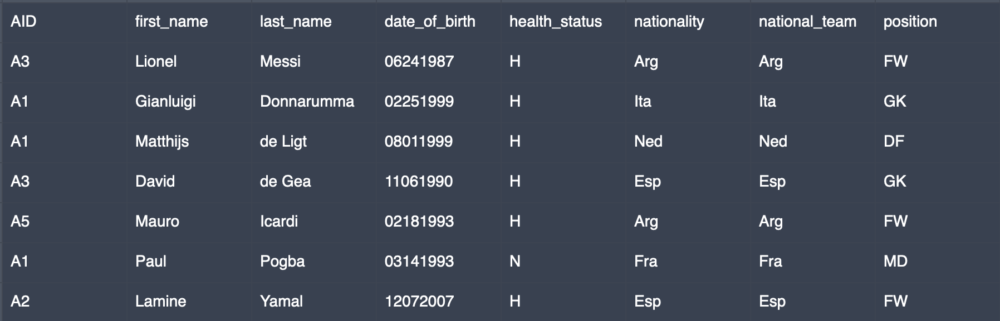 AID first_name last_name date_of_birth health_status nationality national_team position
A3 Lionel Messi 06241987 H Arg Arg FW
A1 Gianluigi Donnarumma 02251999 H Ita Ita GK
A1 Matthijs de Ligt 08011999 H Ned Ned DF
A3 David de Gea 11061990 H Esp Esp GK
A5 Mauro Icardi 02181993 H Arg Arg FW
A1 Paul Pogba 03141993 N Fra Fra MD
A2 Lamine Yamal 12072007 H Esp Esp FW